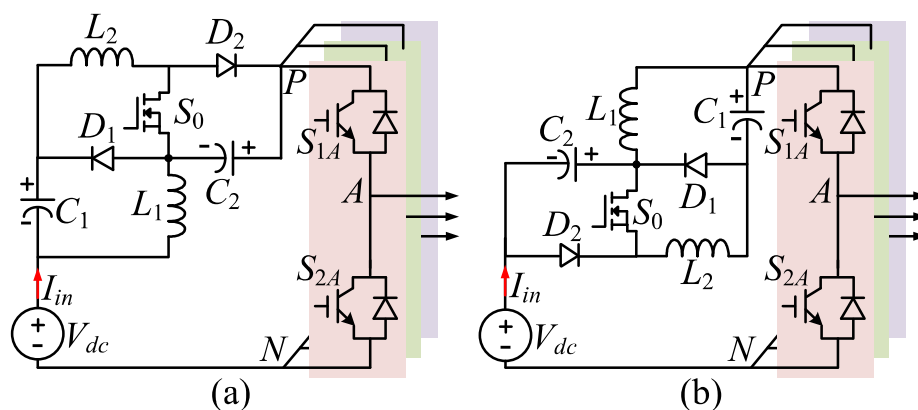 L2
D2
P
S0
D1
S1A
C2
C1
L1
A
S2A
Iin
Vdc
N
(a)
P
L1
C1
C2
S1A
D1
A
S0
D2
L2
S2A
Iin
Vdc
N
(b)